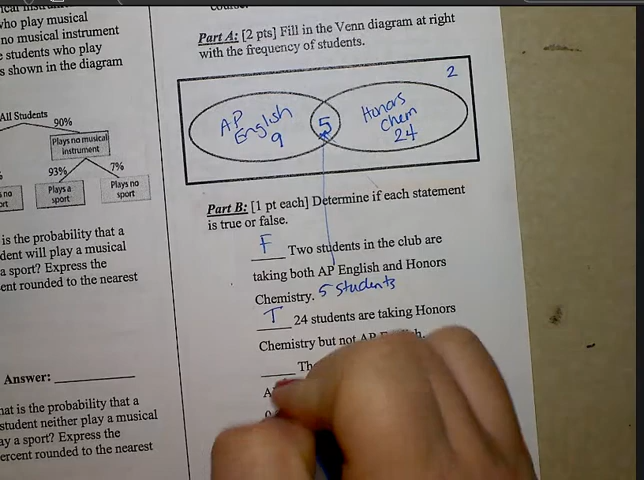 who play musical
no musical instrument
students who play
s shown in the diagram
All Students
90%
Plays no musical
instrument
93%
7%
Plays a
sport
Plays no
sport
is the probability that a
dent will play a musical
a sport? Express the
ent rounded to the nearest
Answer:
hat is the probability that a
student neither play a musical
ay a sport? Express the
ercent rounded to the nearest
Part A: [2 pts] Fill in the Venn diagram at right
with the frequency of students.
2
AP
English
9
5
Honors
Chem
24
Part B: [1 pt each] Determine if each statement
is true or false.
F Two students in the club are
taking both AP English and Honors
Chemistry. 5 students
T 24 students are taking Honors
Chemistry but not AP English.